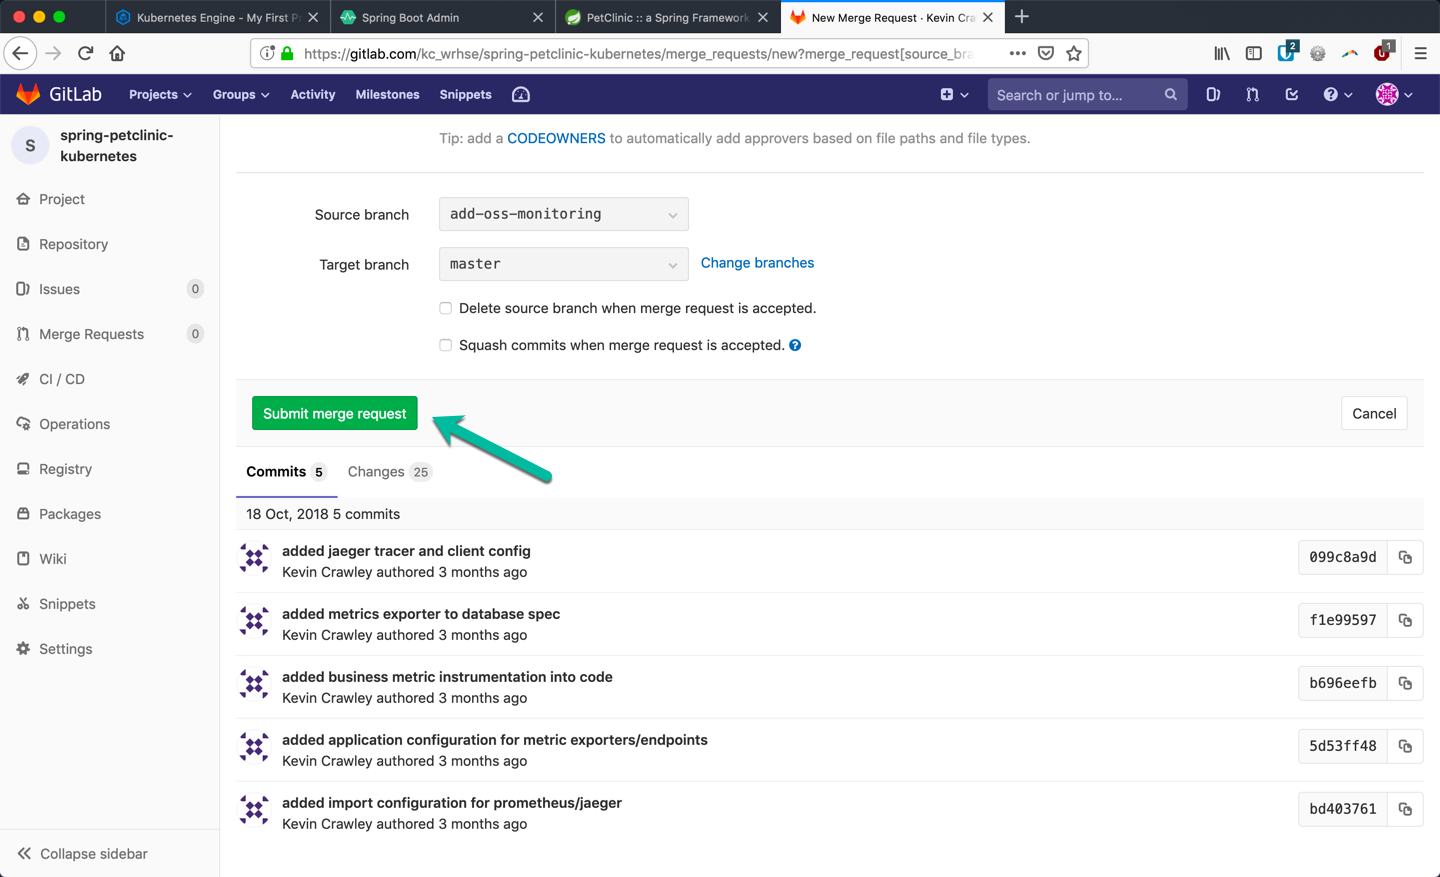 Kubernetes Engine - My First P
Spring Boot Admin
PetClinic :: a Spring Framework
New Merge Request · Kevin Cra
https://gitlab.com/kc_wrhse/spring-petclinic-kubernetes/merge_requests/new?merge_request[source_bra
2
1
GitLab
Projects
Groups
Activity
Milestones
Snippets
Search or jump to...
S
spring-petclinic-
kubernetes
Project
Repository
Issues 0
Merge Requests 0
CI / CD
Operations
Registry
Packages
Wiki
Snippets
Settings
Collapse sidebar
Tip: add a CODEOWNERS to automatically add approvers based on file paths and file types.
Source branch add-oss-monitoring
Target branch master Change branches
Delete source branch when merge request is accepted.
Squash commits when merge request is accepted. ?
Submit merge request
Cancel
Commits 5 Changes 25
18 Oct, 2018 5 commits
added jaeger tracer and client config
Kevin Crawley authored 3 months ago
099c8a9d
added metrics exporter to database spec
Kevin Crawley authored 3 months ago
f1e99597
added business metric instrumentation into code
Kevin Crawley authored 3 months ago
b696eefb
added application configuration for metric exporters/endpoints
Kevin Crawley authored 3 months ago
5d53ff48
added import configuration for prometheus/jaeger
Kevin Crawley authored 3 months ago
bd403761